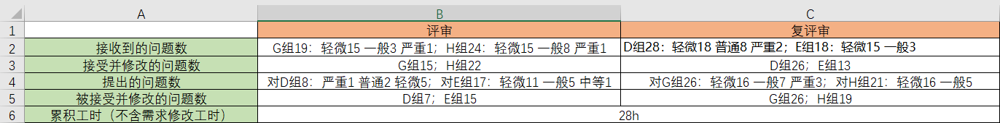 A B C
1 评审 复评审
2 接收到的问题数 G组19：轻微15 一般3 严重1；H组24：轻微15 一般8 严重1 D组28：轻微18 普通8 严重2；E组18：轻微15 一般3
3 接受并修改的问题数 G组15；H组22 D组26；E组13
4 提出的问题数 对D组8：严重1 普通2 轻微5；对E组17：轻微11 一般5 中等1 对G组26：轻微16 一般7 严重3；对H组21：轻微16 一般5
5 被接受并修改的问题数 D组7；E组15 G组26；H组19
6 累积工时（不含需求修改工时） 28h